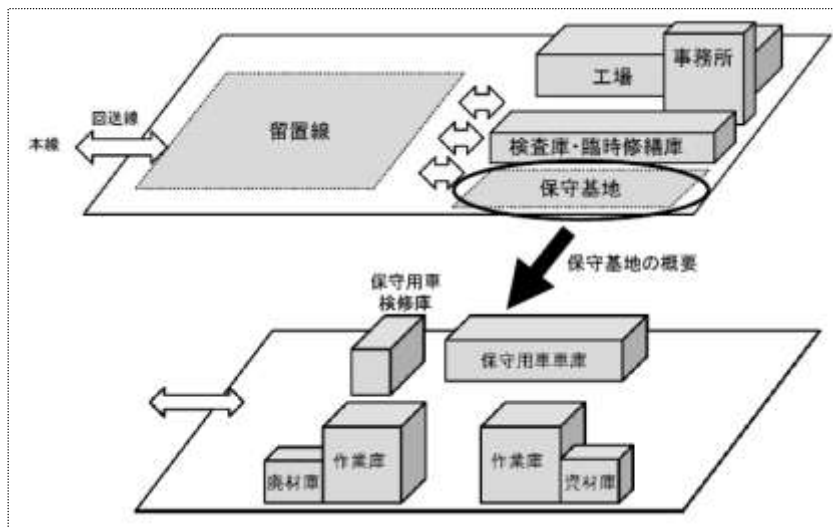 事務所
工場
回送線
本線
留置線
検査庫・臨時修繕庫
保守基地
保守基地の概要
保守用車
検修庫
保守用車車庫
作業庫
廃材庫
作業庫
資材庫